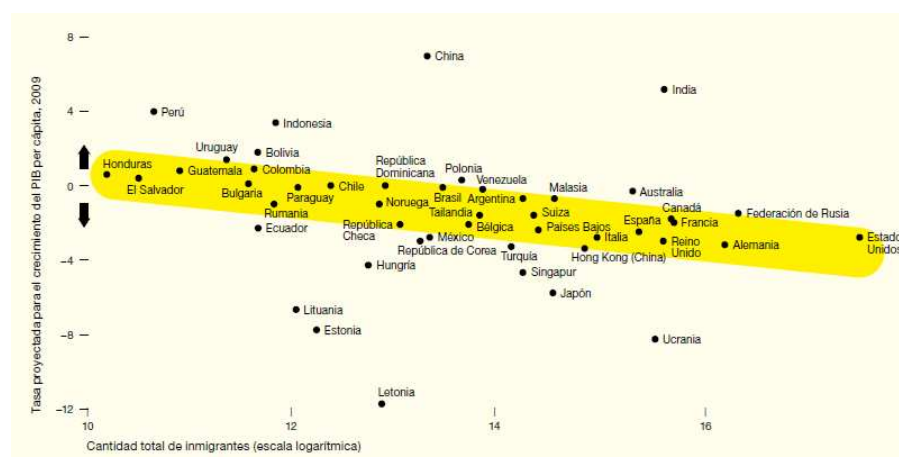 Tasa proyectada para el crecimiento del PIB per cápita, 2009
8
4
0
−4
−8
−12
10
12
14
16
Cantidad total de inmigrantes (escala logarítmica)
China
India
Perú
Indonesia
Uruguay
Bolivia
Honduras
Guatemala
Colombia
República
Dominicana
Polonia
Venezuela
Malasia
Australia
El Salvador
Bulgaria
Paraguay
Chile
Noruega
Brasil
Argentina
Canadá
España
Francia
Federación de Rusia
Rumania
Ecuador
República
Checa
Tailandia
Bélgica
Suiza
Países Bajos
Italia
México
República de Corea
Turquía
Hong Kong (China)
Reino
Unido
Alemania
Estados
Unidos
Hungría
Singapur
Japón
Lituania
Estonia
Ucrania
Letonia